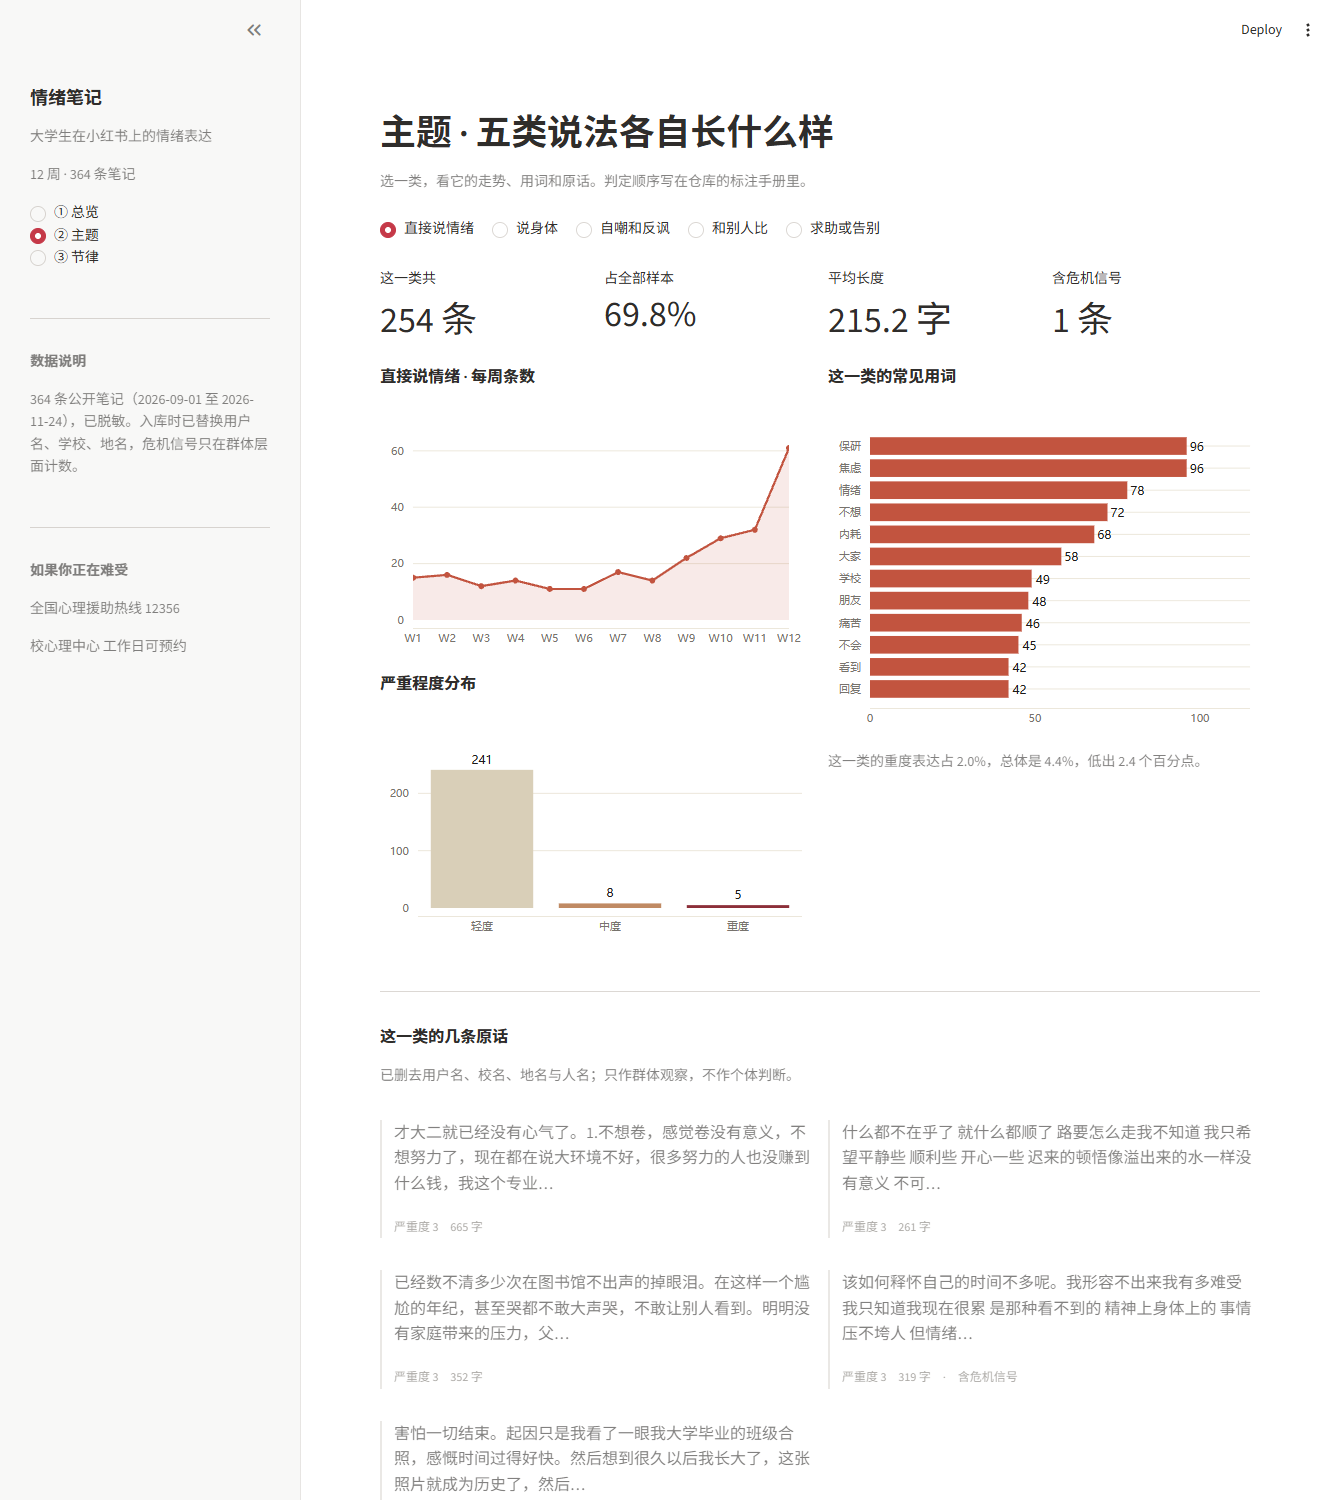 Deploy
情绪笔记
大学生在小红书上的情绪表达
12 周 · 364 条笔记
① 总览
② 主题
③ 节律
数据说明
364 条公开笔记（2026-09-01 至 2026-
11-24），已脱敏。入库时已替换用户
名、学校、地名，危机信号只在群体层
面计数。
如果你正在难受
全国心理援助热线 12356
校心理中心 工作日可预约
主题 · 五类说法各自长什么样
选一类，看它的走势、用词和原话。判定顺序写在仓库的标注手册里。
直接说情绪 说身体 自嘲和反讽 和别人比 求助或告别
这一类共
254 条
占全部样本
69.8%
平均长度
215.2 字
含危机信号
1 条
直接说情绪 · 每周条数
60
40
20
0
W1 W2 W3 W4 W5 W6 W7 W8 W9 W10 W11 W12
严重程度分布
241
8
5
200
100
0
轻度 中度 重度
这一类的常见用词
保研 96
焦虑 96
情绪 78
不想 72
内耗 68
大家 58
学校 49
朋友 48
痛苦 46
不会 45
看到 42
回复 42
0 50 100
这一类的重度表达占 2.0%，总体是 4.4%，低出 2.4 个百分点。
这一类的几条原话
已删去用户名、校名、地名与人名；只作群体观察，不作个体判断。
才大二就已经没有心气了。1.不想卷，感觉卷没有意义，不
想努力了，现在都在说大环境不好，很多努力的人也没赚到
什么钱，我这个专业…
严重度 3 665 字
什么都不在乎了 就什么都顺了 路要怎么走我不知道 我只希
望平静些 顺利些 开心一些 迟来的顿悟像溢出来的水一样没
有意义 不可…
严重度 3 261 字
已经数不清多少次在图书馆不出声的掉眼泪。在这样一个尴
尬的年纪，甚至哭都不敢大声哭，不敢让别人看到。明明没
有家庭带来的压力，父…
严重度 3 352 字
该如何释怀自己的时间不多呢。我形容不出来我有多难受
我只知道我现在很累 是那种看不到的 精神上身体上的 事情
压不垮人 但情绪…
严重度 3 319 字 · 含危机信号
害怕一切结束。起因只是我看了一眼我大学毕业的班级合
照，感慨时间过得好快。然后想到很久以后我长大了，这张
照片就成为历史了，然后…